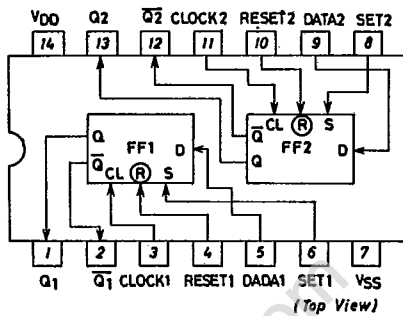 VDD Q2 Q2 CLOCK2 RESET2 DATA2 SET2
14 13 12 11 10 9 8
CL R S
Q
FF1
D
Q
CL R S
Q
D
Q
FF2
1 2 3 4 5 6 7
Q1 Q1 CLOCK1 RESET1 DADA1 SET1 VSS
(Top View)